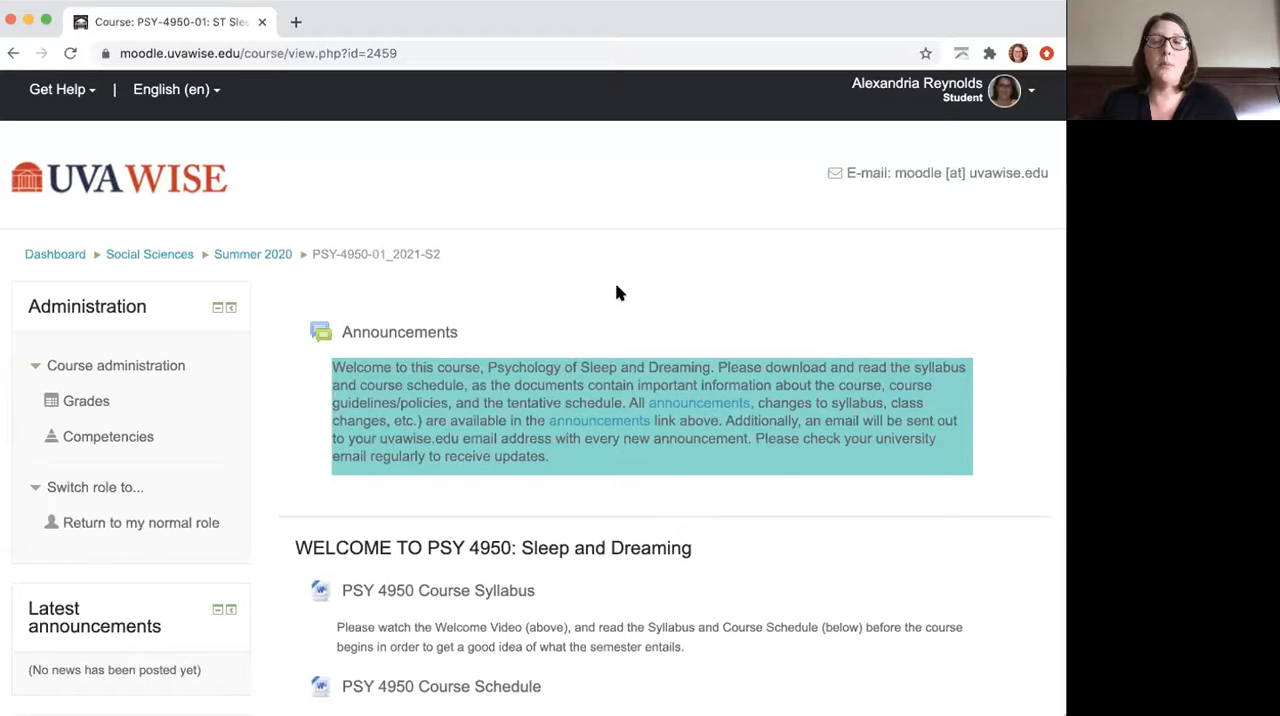 Course: PSY-4950-01: ST Sle
moodle.uvawise.edu/course/view.php?id=2459
Get Help | English (en)
Alexandria Reynolds
Student
UVAWISE
E-mail: moodle [at] uvawise.edu
Dashboard Social Sciences Summer 2020 PSY-4950-01_2021-S2
Administration
Course administration
Grades
Competencies
Switch role to...
Return to my normal role
Latest
announcements
(No news has been posted yet)
Announcements
Welcome to this course, Psychology of Sleep and Dreaming. Please download and read the syllabus
and course schedule, as the documents contain important information about the course, course
guidelines/policies, and the tentative schedule. All announcements, changes to syllabus, class
changes, etc.) are available in the announcements link above. Additionally, an email will be sent out
to your uvawise.edu email address with every new announcement. Please check your university
email regularly to receive updates.
WELCOME TO PSY 4950: Sleep and Dreaming
PSY 4950 Course Syllabus
Please watch the Welcome Video (above), and read the Syllabus and Course Schedule (below) before the course
begins in order to get a good idea of what the semester entails.
PSY 4950 Course Schedule